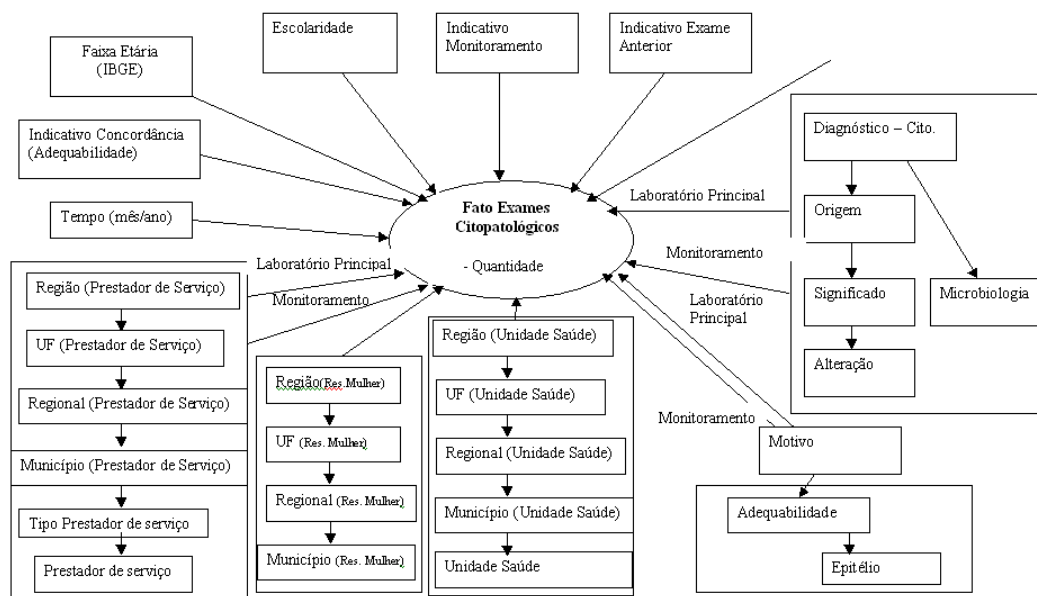 Escolaridade
Indicativo
Monitoramento
Indicativo Exame
Anterior
Faixa Etária
(IBGE)
Indicativo Concordância
(Adequabilidade)
Tempo (mês/ano)
Fato Exames
Citopatológicos
- Quantidade
Laboratório Principal
Monitoramento
Laboratório
Principal
Monitoramento
Diagnóstico – Cito.
Origem
Significado
Microbiologia
Alteração
Laboratório Principal
Monitoramento
Região (Prestador de Serviço)
UF (Prestador de Serviço)
Regional (Prestador de Serviço)
Município (Prestador de Serviço)
Tipo Prestador de serviço
Prestador de serviço
Região(Res.Mulher)
UF (Res. Mulher)
Regional (Res. Mulher)
Município (Res. Mulher)
Região (Unidade Saúde)
UF (Unidade Saúde)
Regional (Unidade Saúde)
Município (Unidade Saúde)
Unidade Saúde
Motivo
Adequabilidade
Epitélio